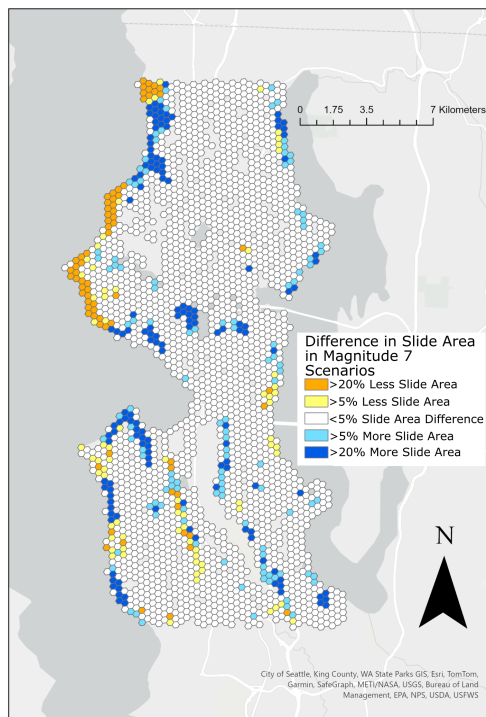 0 1.75 3.5 7 Kilometers
Difference in Slide Area
in Magnitude 7
Scenarios
>20% Less Slide Area
>5% Less Slide Area
<5% Slide Area Difference
>5% More Slide Area
>20% More Slide Area
N
City of Seattle, King County, WA State Parks GIS, Esri, TomTom,
Garmin, SafeGraph, METI/NASA, USGS, Bureau of Land
Management, EPA, NPS, USDA, USFWS